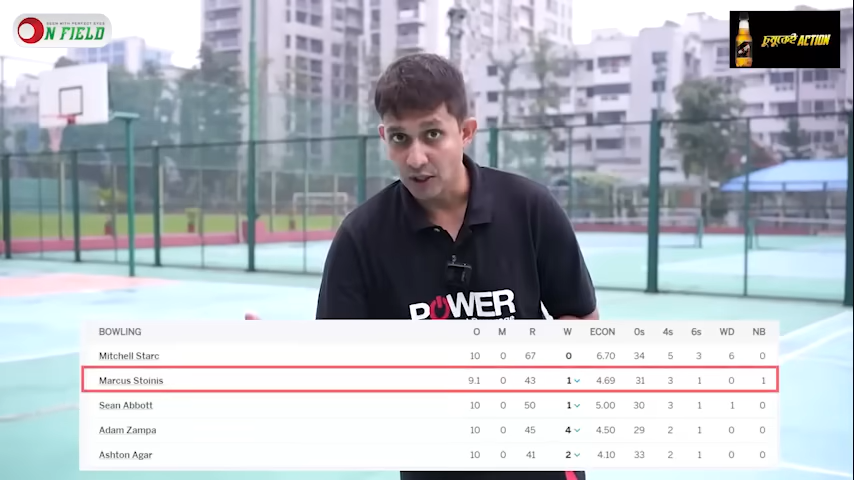 SEEN WITH PERFECT EYES
ON FIELD
চুমুকেই ACTION
POWER
BOWLING O M R W ECON 0s 4s 6s WD NB
Mitchell Starc 10 0 67 0 6.70 34 5 3 6 0
Marcus Stoinis 9.1 0 43 1 4.69 31 3 1 0 1
Sean Abbott 10 0 50 1 5.00 30 3 1 1 0
Adam Zampa 10 0 45 4 4.50 29 2 1 0 0
Ashton Agar 10 0 41 2 4.10 33 2 1 0 0